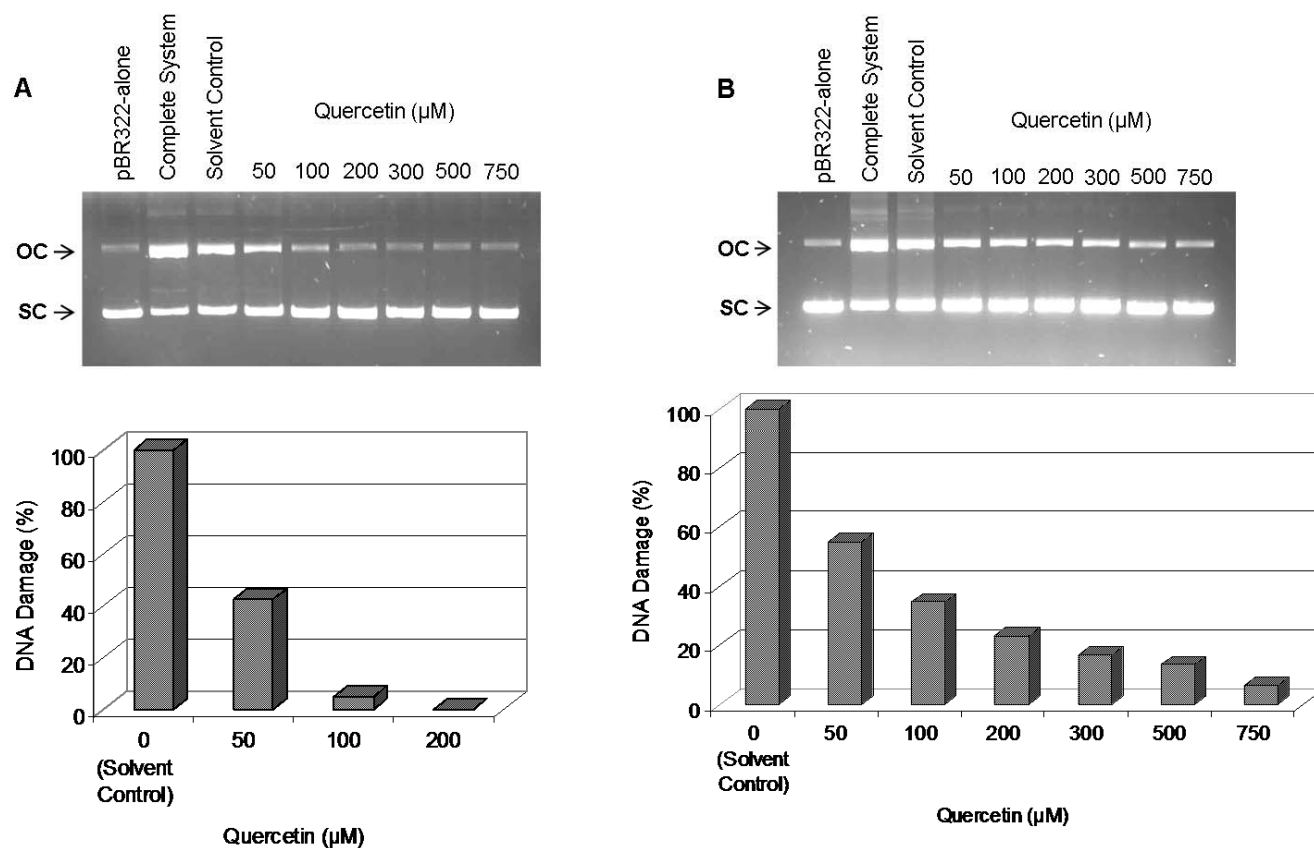 A
pBR322-alone
Complete System
Solvent Control
Quercetin (µM)
50 100 200 300 500 750
OC →
SC →
DNA Damage (%)
100
80
60
40
20
0
0 50 100 200
(Solvent
Control)
Quercetin (µM)
B
pBR322-alone
Complete System
Solvent Control
Quercetin (µM)
50 100 200 300 500 750
OC →
SC →
DNA Damage (%)
100
80
60
40
20
0
0 50 100 200 300 500 750
(Solvent
Control)
Quercetin (µM)